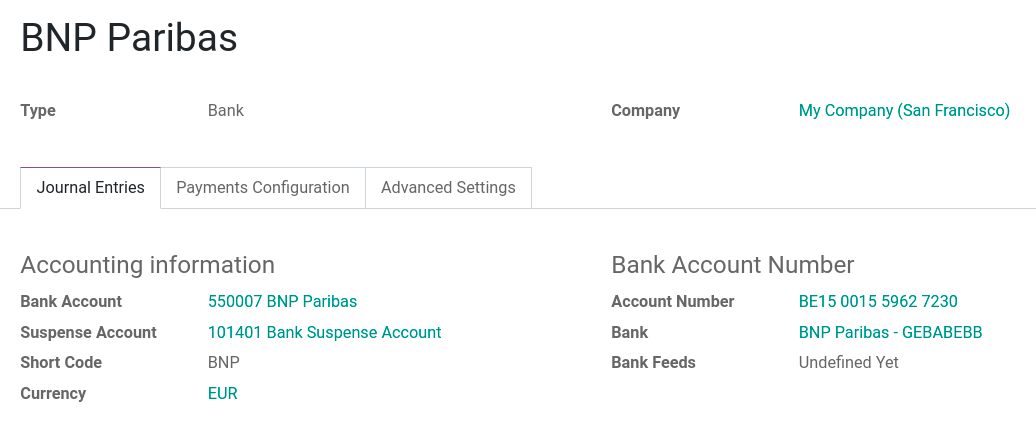 BNP Paribas
Type Bank Company My Company (San Francisco)
Journal Entries Payments Configuration Advanced Settings
Accounting information Bank Account Number
Bank Account 550007 BNP Paribas Account Number BE15 0015 5962 7230
Suspense Account 101401 Bank Suspense Account Bank BNP Paribas - GEBABEBB
Short Code BNP Bank Feeds Undefined Yet
Currency EUR